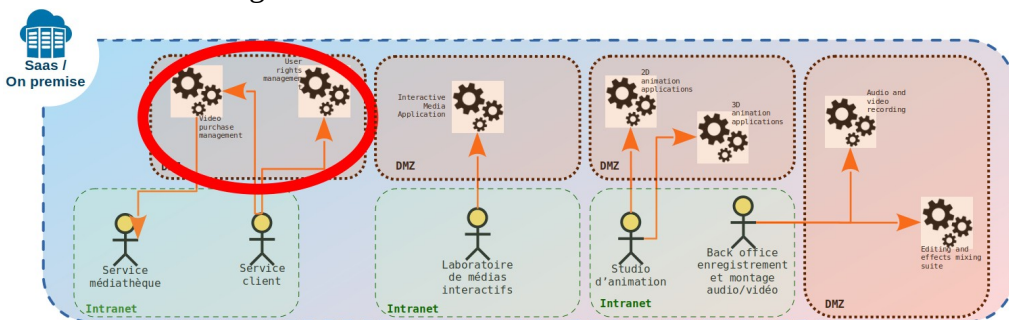 Saas /
On premise
User
rights
management
Video
purchase
management
DMZ
Interactive
Media
Application
DMZ
2D
animation
applications
3D
animation
applications
DMZ
Audio and
video
recording
Editing and
effects mixing
suite
DMZ
Service
médiathèque
Service
client
Intranet
Laboratoire
de médias
interactifs
Intranet
Studio
d’animation
Back office
enregistrement
et montage
audio/vidéo
Intranet